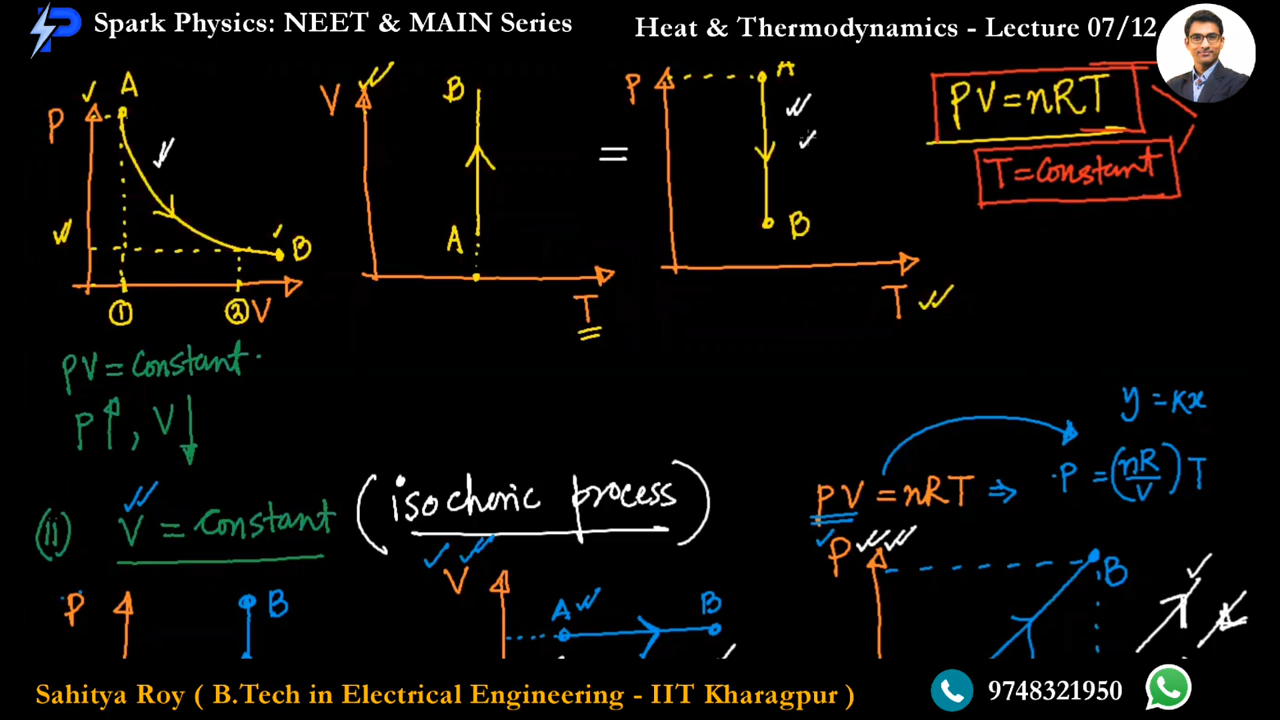 Spark Physics: NEET & MAIN Series
Heat & Thermodynamics - Lecture 07/12
P
A
B
① ② V
V
B
A
T
=
P
A
B
T
PV = nRT
T = Constant
PV = Constant.
P↑, V↓
(ii) V = Constant (isochoric process)
y = Kx
PV = nRT ⇒ P = (nR/V) T
P
B
V
A
B
P
B
Sahitya Roy ( B.Tech in Electrical Engineering - IIT Kharagpur )
9748321950